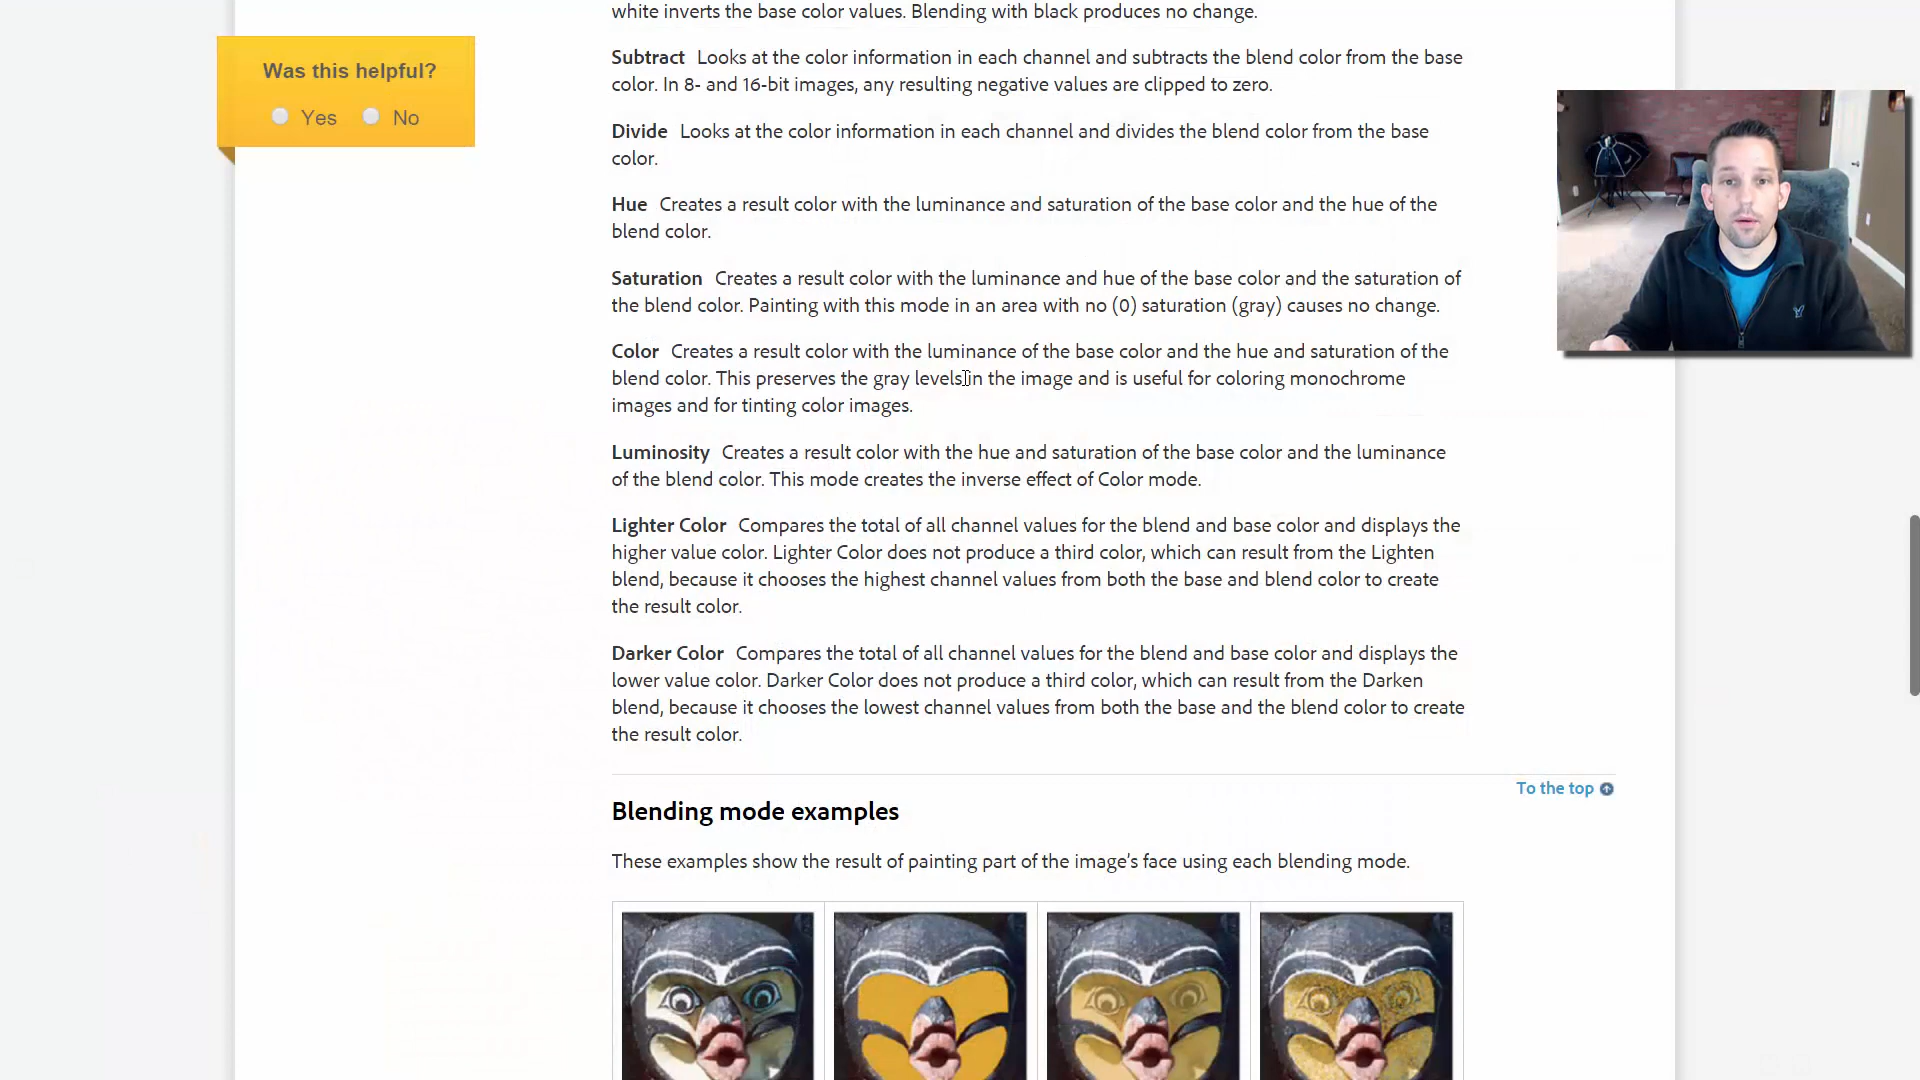 white inverts the base color values. Blending with black produces no change.
Was this helpful?
Yes No
Subtract Looks at the color information in each channel and subtracts the blend color from the base
color. In 8- and 16-bit images, any resulting negative values are clipped to zero.
Divide Looks at the color information in each channel and divides the blend color from the base
color.
Hue Creates a result color with the luminance and saturation of the base color and the hue of the
blend color.
Saturation Creates a result color with the luminance and hue of the base color and the saturation of
the blend color. Painting with this mode in an area with no (0) saturation (gray) causes no change.
Color Creates a result color with the luminance of the base color and the hue and saturation of the
blend color. This preserves the gray levels in the image and is useful for coloring monochrome
images and for tinting color images.
Luminosity Creates a result color with the hue and saturation of the base color and the luminance
of the blend color. This mode creates the inverse effect of Color mode.
Lighter Color Compares the total of all channel values for the blend and base color and displays the
higher value color. Lighter Color does not produce a third color, which can result from the Lighten
blend, because it chooses the highest channel values from both the base and blend color to create
the result color.
Darker Color Compares the total of all channel values for the blend and base color and displays the
lower value color. Darker Color does not produce a third color, which can result from the Darken
blend, because it chooses the lowest channel values from both the base and the blend color to create
the result color.
To the top
Blending mode examples
These examples show the result of painting part of the image’s face using each blending mode.